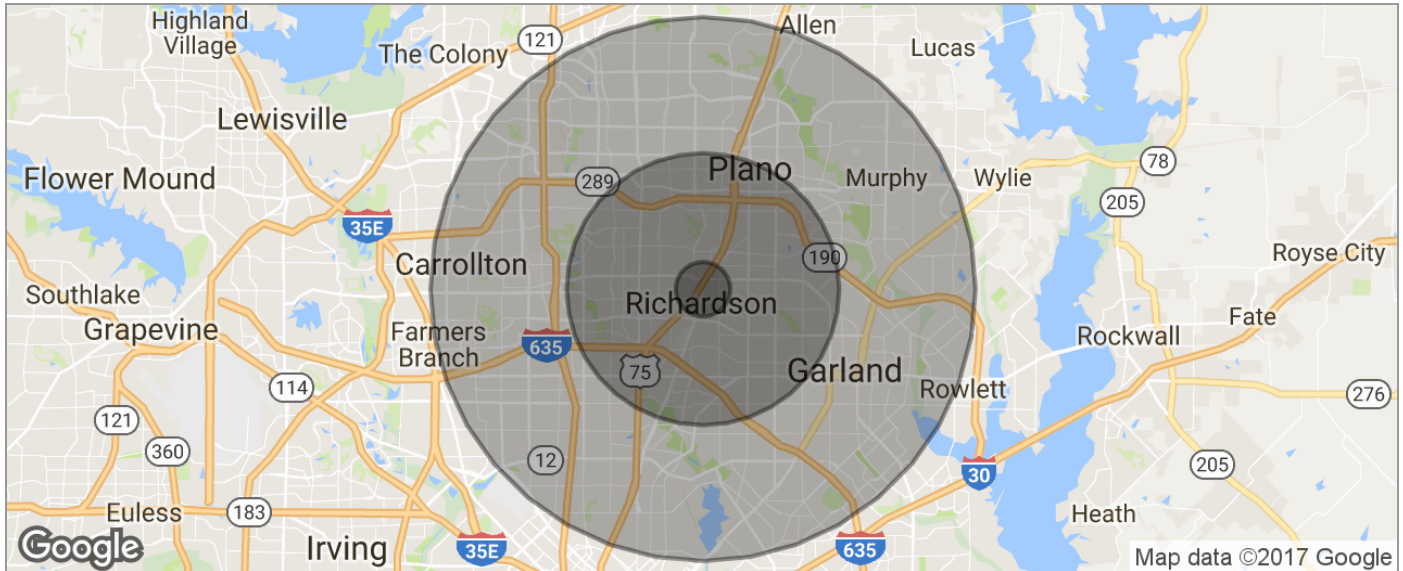 Highland
Village
The Colony
121
Allen
Lucas
Lewisville
Flower Mound
289
Plano
Murphy
Wylie
78
205
35E
Carrollton
190
Royse City
Southlake
Grapevine
Richardson
Farmers
Branch
635
75
Garland
Rockwall
Fate
114
Rowlett
276
121
360
12
30
205
Euless
183
Heath
Irving
35E
635
Google
Map data ©2017 Google